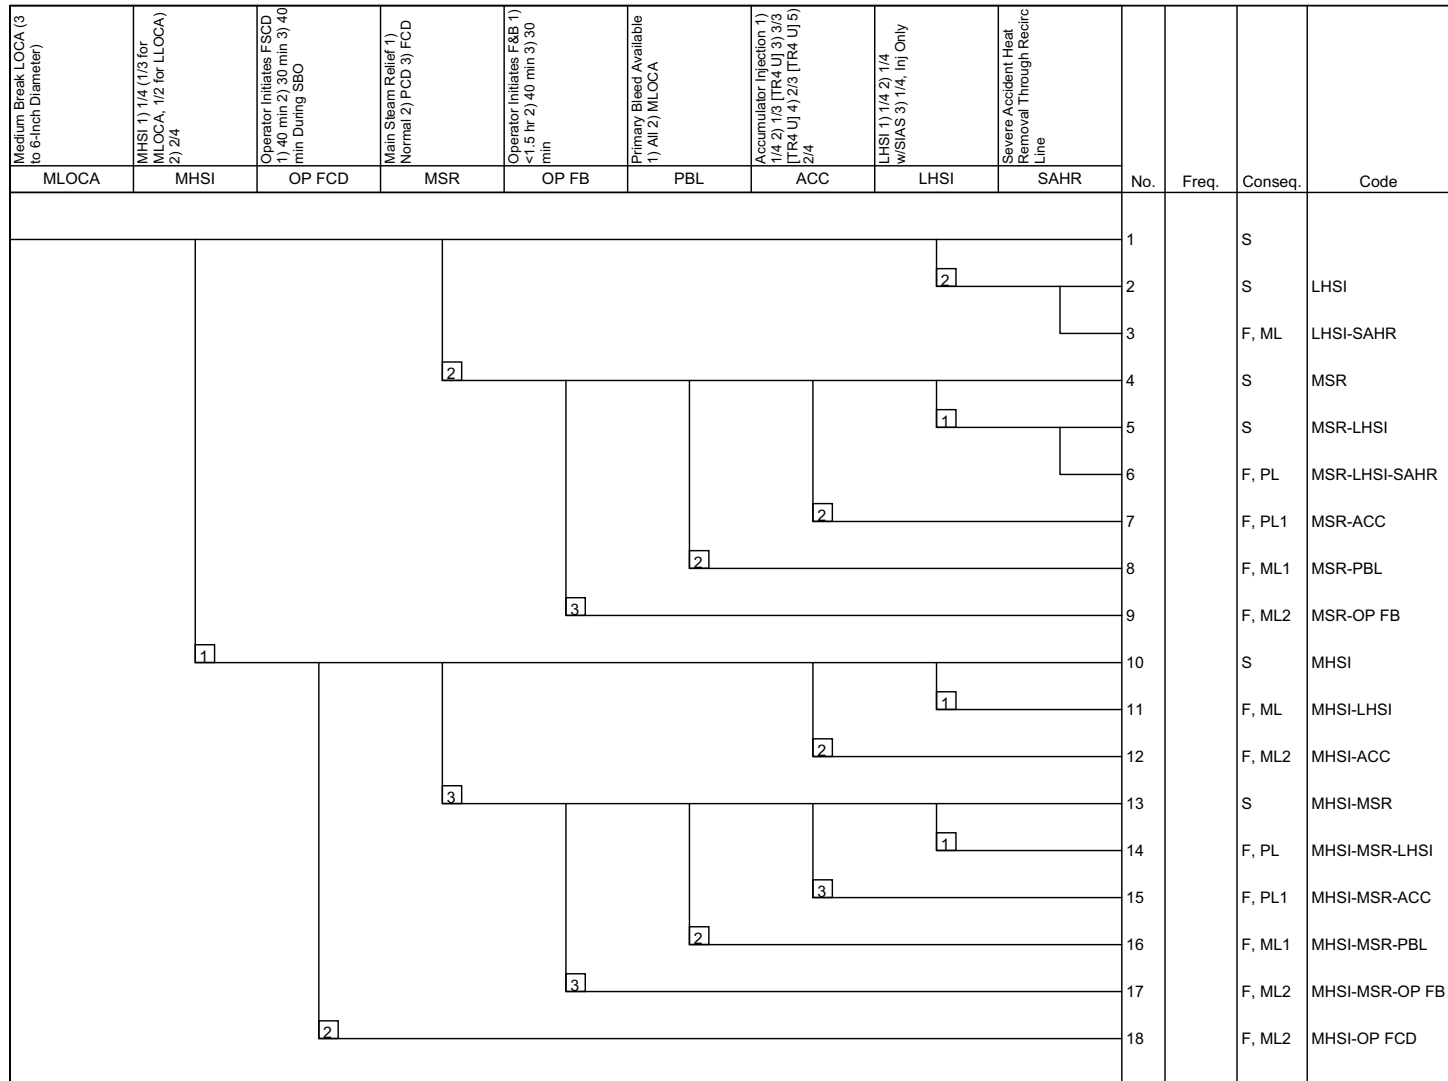 Medium Break LOCA (3
to 6-Inch Diameter)
MHSI 1) 1/4 (1/3 for
MLOCA, 1/2 for LLOCA)
2) 2/4
Operator Initiates FSCD
1) 40 min 2) 30 min 3) 40
min During SBO
Main Steam Relief 1)
Normal 2) PCD 3) FCD
Operator Initiates F&B 1)
<1.5 hr 2) 40 min 3) 30
min
Primary Bleed Available
1) All 2) MLOCA
Accumulator Injection 1)
1/4 2) 1/3 [TR4 U] 3) 3/3
[TR4 U] 4) 2/3 [TR4 U] 5)
2/4
LHSI 1) 1/4 2) 1/4
w/SIAS 3) 1/4, Inj Only
Severe Accident Heat
Removal Through Recirc
Line
MLOCA MHSI OP FCD MSR OP FB PBL ACC LHSI SAHR No. Freq. Conseq. Code
1 S
2
2 S LHSI
3 F, ML LHSI-SAHR
2
4 S MSR
1
5 S MSR-LHSI
6 F, PL MSR-LHSI-SAHR
2
7 F, PL1 MSR-ACC
2
8 F, ML1 MSR-PBL
3
9 F, ML2 MSR-OP FB
1
10 S MHSI
1
11 F, ML MHSI-LHSI
2
12 F, ML2 MHSI-ACC
3
13 S MHSI-MSR
1
14 F, PL MHSI-MSR-LHSI
3
15 F, PL1 MHSI-MSR-ACC
2
16 F, ML1 MHSI-MSR-PBL
3
17 F, ML2 MHSI-MSR-OP FB
2
18 F, ML2 MHSI-OP FCD